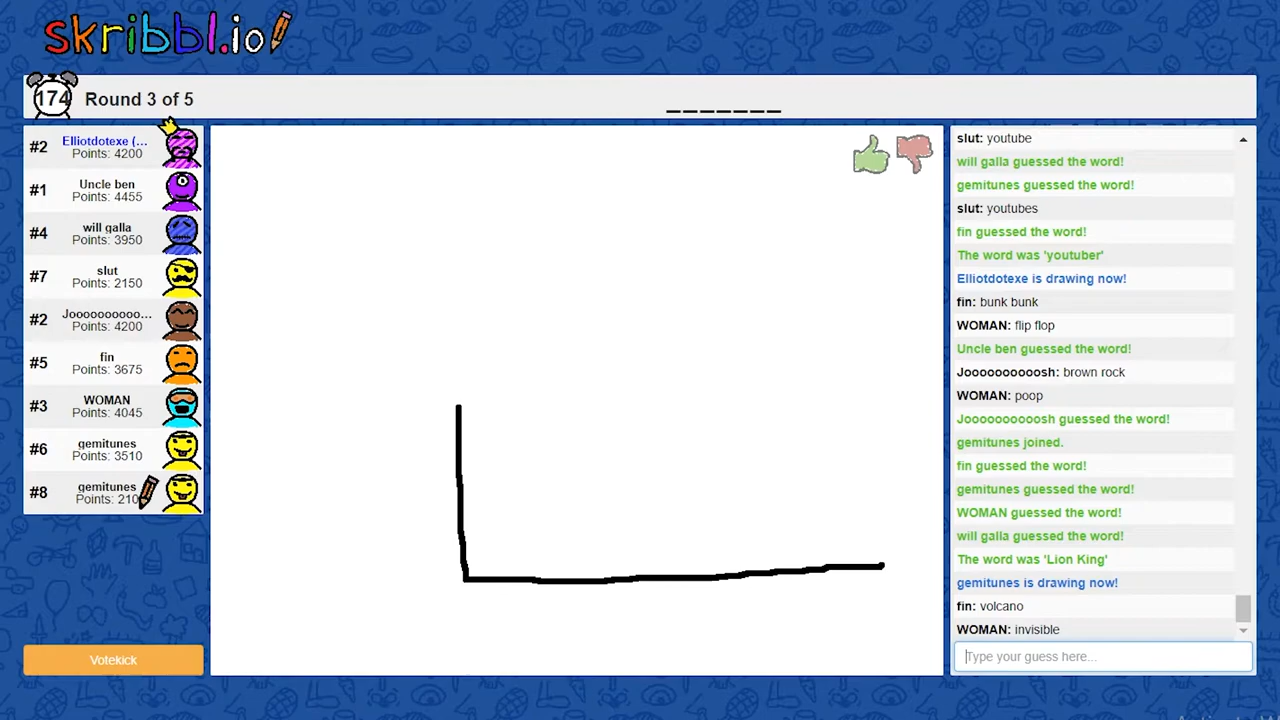 skribbl.io
174 Round 3 of 5
_______
#2 Elliotdotexe (...
Points: 4200
#1 Uncle ben
Points: 4455
#4 will galla
Points: 3950
#7 slut
Points: 2150
#2 Joooooooooo...
Points: 4200
#5 fin
Points: 3675
#3 WOMAN
Points: 4045
#6 gemitunes
Points: 3510
#8 gemitunes
Points: 210
Votekick
slut: youtube
will galla guessed the word!
gemitunes guessed the word!
slut: youtubes
fin guessed the word!
The word was 'youtuber'
Elliotdotexe is drawing now!
fin: bunk bunk
WOMAN: flip flop
Uncle ben guessed the word!
Joooooooooosh: brown rock
WOMAN: poop
Joooooooooosh guessed the word!
gemitunes joined.
fin guessed the word!
gemitunes guessed the word!
WOMAN guessed the word!
will galla guessed the word!
The word was 'Lion King'
gemitunes is drawing now!
fin: volcano
WOMAN: invisible
Type your guess here...